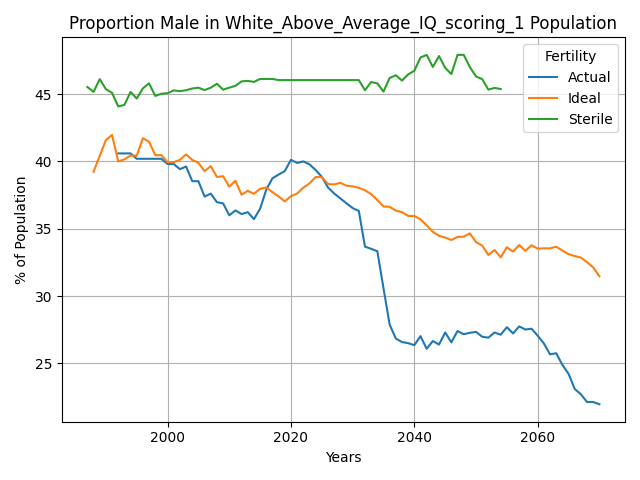 Proportion Male in White_Above_Average_IQ_scoring_1 Population
Fertility
Actual
Ideal
Sterile
% of Population
45
40
35
30
25
2000 2020 2040 2060
Years